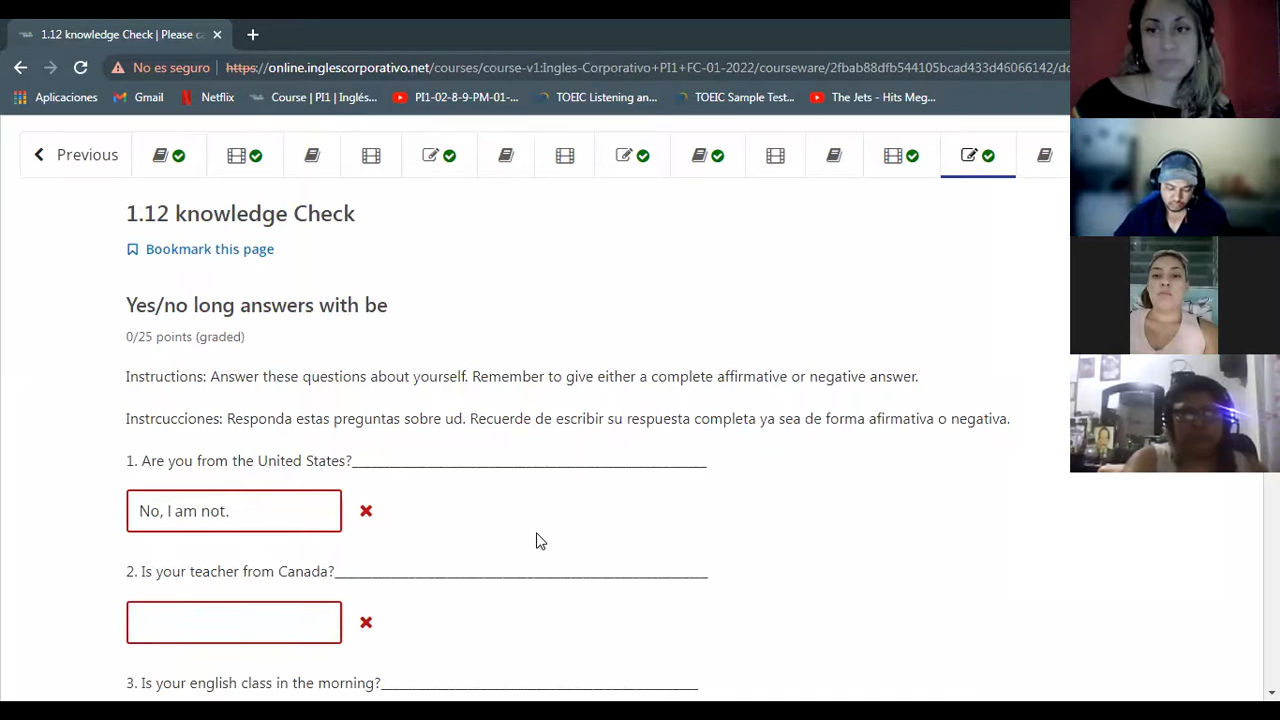 1.12 knowledge Check | Please ca
No es seguro
https://online.inglescorporativo.net/courses/course-v1:Ingles-Corporativo+PI1+FC-01-2022/courseware/2fbab88dfb544105bcad433d46066142/dc
Aplicaciones Gmail Netflix Course | PI1 | Inglés... PI1-02-8-9-PM-01-... TOEIC Listening an... TOEIC Sample Test... The Jets - Hits Meg...
Previous
1.12 knowledge Check
Bookmark this page
Yes/no long answers with be
0/25 points (graded)
Instructions: Answer these questions about yourself. Remember to give either a complete affirmative or negative answer.
Instrcucciones: Responda estas preguntas sobre ud. Recuerde de escribir su respuesta completa ya sea de forma afirmativa o negativa.
1. Are you from the United States?
No, I am not.
2. Is your teacher from Canada?
3. Is your english class in the morning?